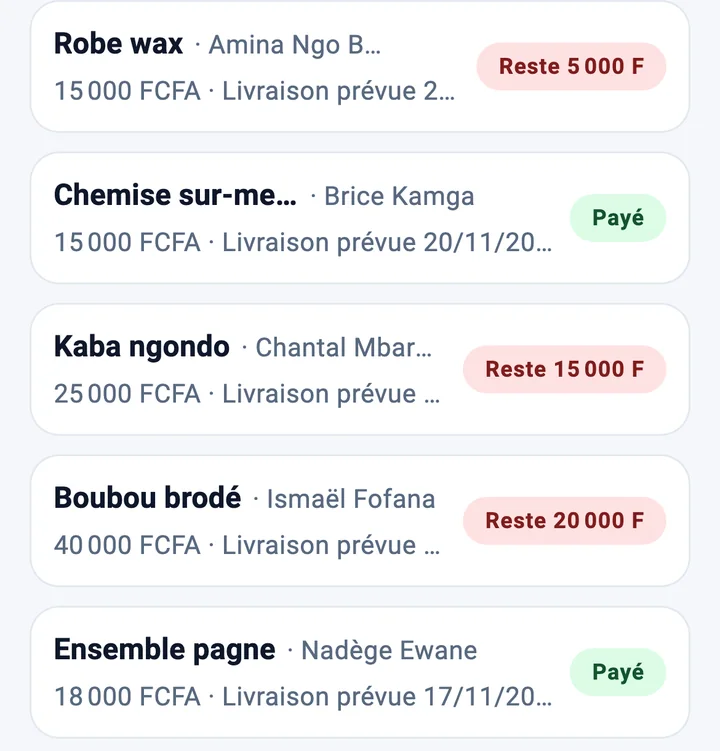 Robe wax · Amina Ngo B…
15 000 FCFA · Livraison prévue 2…
Reste 5 000 F
Chemise sur-me… · Brice Kamga
15 000 FCFA · Livraison prévue 20/11/20…
Payé
Kaba ngondo · Chantal Mbar…
25 000 FCFA · Livraison prévue …
Reste 15 000 F
Boubou brodé · Ismaël Fofana
40 000 FCFA · Livraison prévue …
Reste 20 000 F
Ensemble pagne · Nadège Ewane
18 000 FCFA · Livraison prévue 17/11/20…
Payé